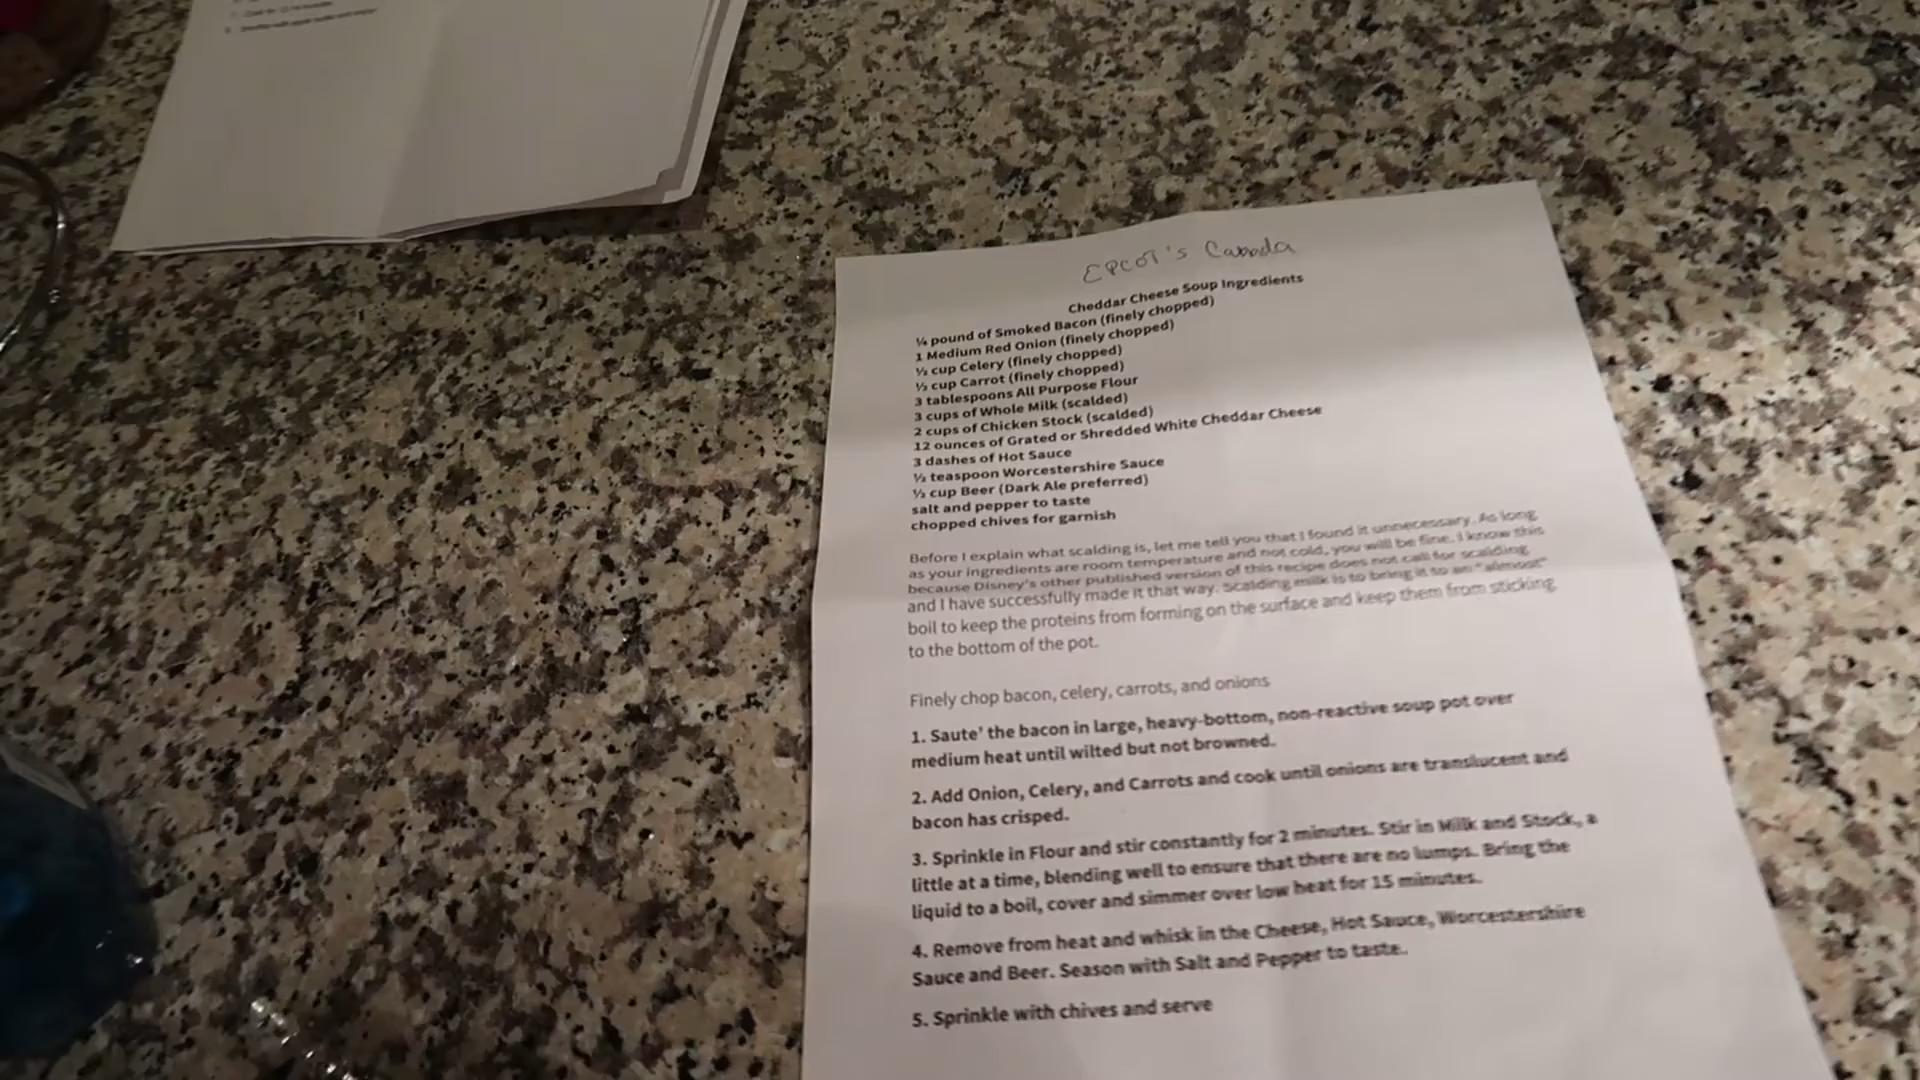 EPCOT's Canada
Cheddar Cheese Soup Ingredients
¼ pound of Smoked Bacon (finely chopped)
1 Medium Red Onion (finely chopped)
½ cup Celery (finely chopped)
½ cup Carrot (finely chopped)
3 tablespoons All Purpose Flour
3 cups of Whole Milk (scalded)
2 cups of Chicken Stock (scalded)
12 ounces of Grated or Shredded White Cheddar Cheese
3 dashes of Hot Sauce
½ teaspoon Worcestershire Sauce
½ cup Beer (Dark Ale preferred)
salt and pepper to taste
chopped chives for garnish
Before I explain what scalding is, let me tell you that I found it unnecessary. As long
as your ingredients are room temperature and not cold, you will be fine. I know this
because Disney's other published version of this recipe does not call for scalding
and I have successfully made it that way. Scalding milk is to bring it to an "almost"
boil to keep the proteins from forming on the surface and keep them from sticking
to the bottom of the pot.
Finely chop bacon, celery, carrots, and onions
1. Saute' the bacon in large, heavy-bottom, non-reactive soup pot over
medium heat until wilted but not browned.
2. Add Onion, Celery, and Carrots and cook until onions are translucent and
bacon has crisped.
3. Sprinkle in Flour and stir constantly for 2 minutes. Stir in Milk and Stock, a
little at a time, blending well to ensure that there are no lumps. Bring the
liquid to a boil, cover and simmer over low heat for 15 minutes.
4. Remove from heat and whisk in the Cheese, Hot Sauce, Worcestershire
Sauce and Beer. Season with Salt and Pepper to taste.
5. Sprinkle with chives and serve